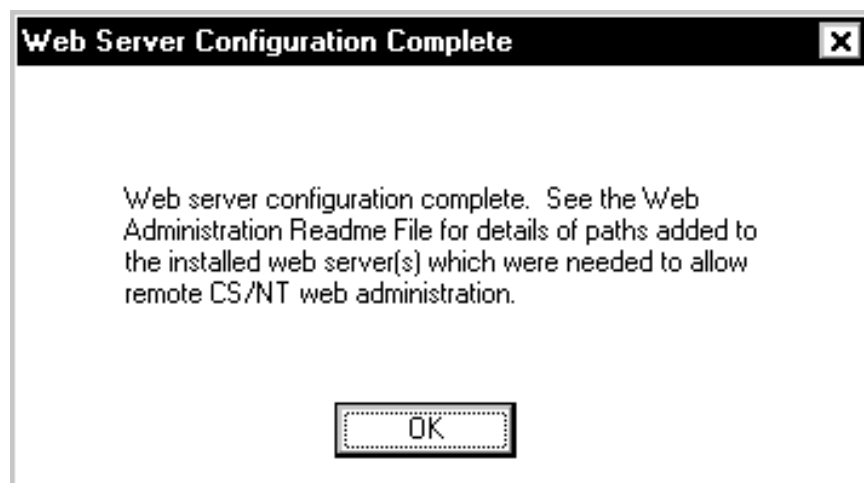 Web Server Configuration Complete
Web server configuration complete.  See the Web
Administration Readme File for details of paths added to
the installed web server(s) which were needed to allow
remote CS/NT web administration.
OK